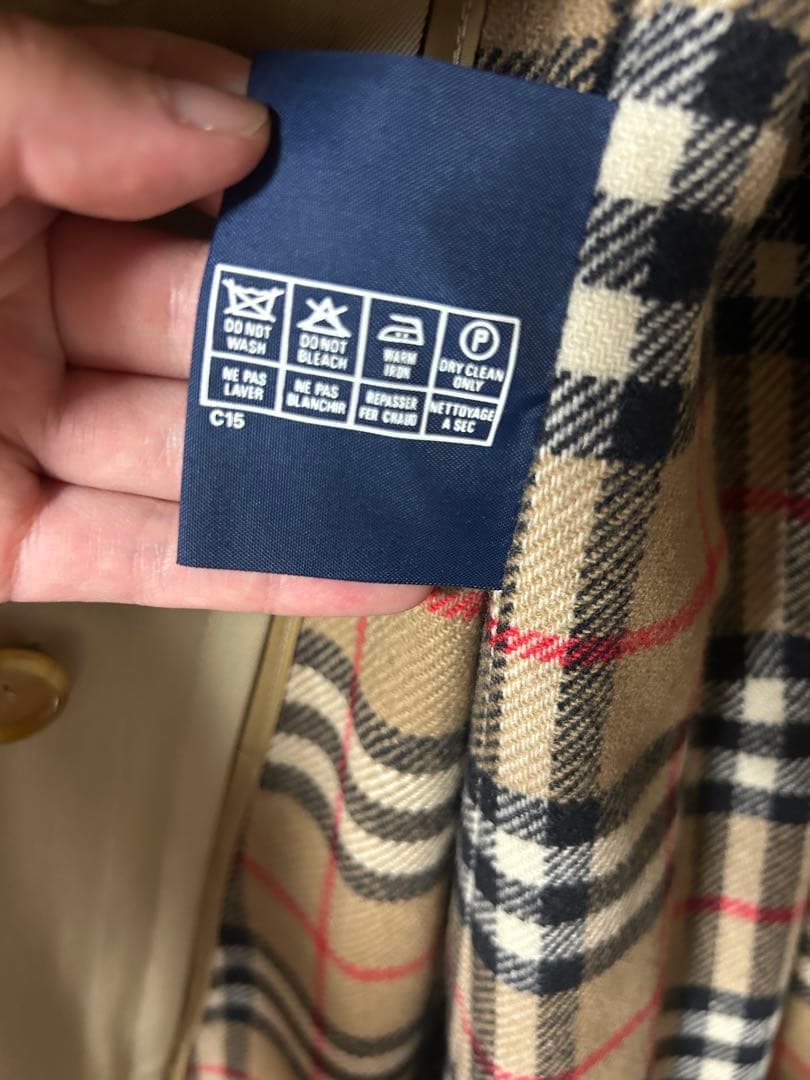 DO NOT
WASH
DO NOT
BLEACH
WARM
IRON
P
DRY CLEAN
ONLY
NE PAS
LAVER
NE PAS
BLANCHIR
REPASSER
FER CHAUD
NETTOYAGE
A SEC
C15